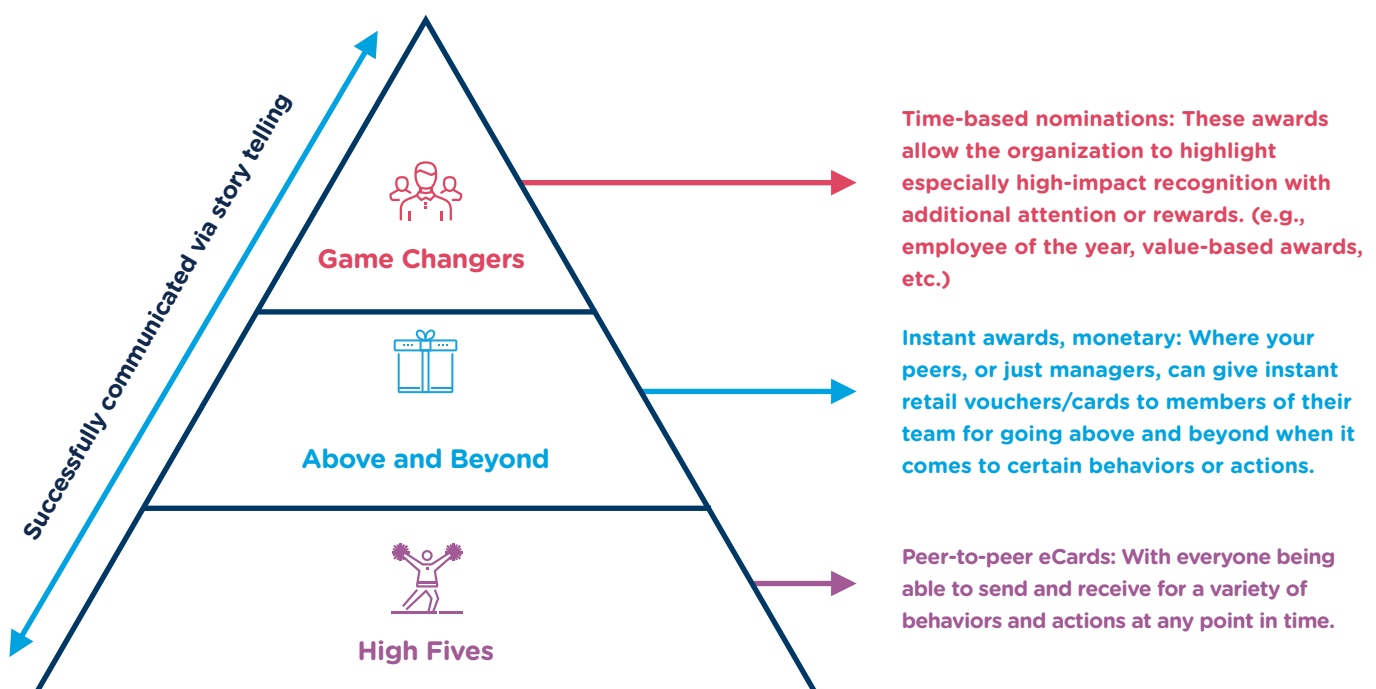 Successfully communicated via story telling
Game Changers
Time-based nominations: These awards
allow the organization to highlight
especially high-impact recognition with
additional attention or rewards. (e.g.,
employee of the year, value-based awards,
etc.)
Above and Beyond
Instant awards, monetary: Where your
peers, or just managers, can give instant
retail vouchers/cards to members of their
team for going above and beyond when it
comes to certain behaviors or actions.
High Fives
Peer-to-peer eCards: With everyone being
able to send and receive for a variety of
behaviors and actions at any point in time.